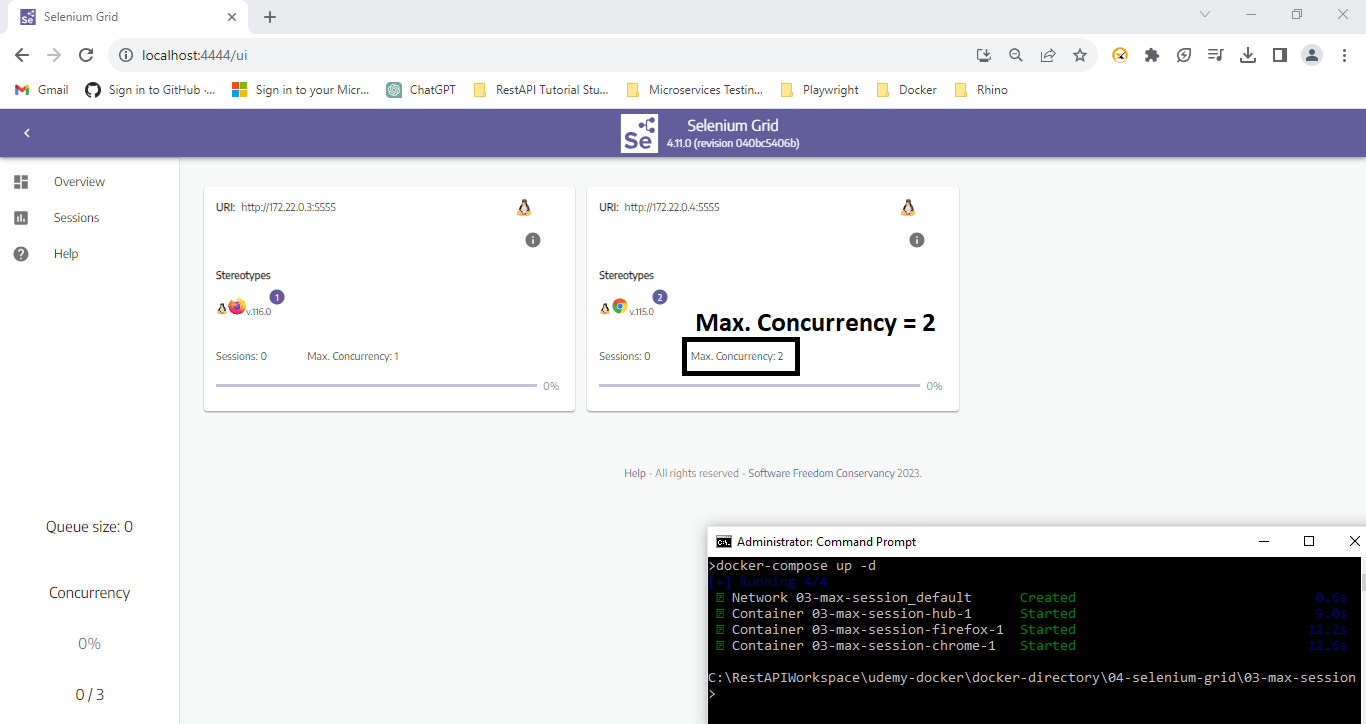 Selenium Grid
localhost:4444/ui
Gmail
Sign in to GitHub ·...
Sign in to your Micr...
ChatGPT
RestAPI Tutorial Stu...
Microservices Testin...
Playwright
Docker
Rhino
Se
Selenium Grid
4.11.0 (revision 040bc5406b)
Overview
Sessions
Help
Queue size: 0
Concurrency
0%
0 / 3
URI: http://172.22.0.3:5555
Stereotypes
1
v.116.0
Sessions: 0 Max. Concurrency: 1
0%
URI: http://172.22.0.4:5555
Stereotypes
2
v.115.0
Max. Concurrency = 2
Sessions: 0 Max. Concurrency: 2
0%
Help - All rights reserved - Software Freedom Conservancy 2023.
Administrator: Command Prompt
>docker-compose up -d
[+] Running 4/4
Network 03-max-session_default Created 0.6s
Container 03-max-session-hub-1 Started 9.0s
Container 03-max-session-firefox-1 Started 12.2s
Container 03-max-session-chrome-1 Started 12.6s
C:\RestAPIWorkspace\udemy-docker\docker-directory\04-selenium-grid\03-max-session
>